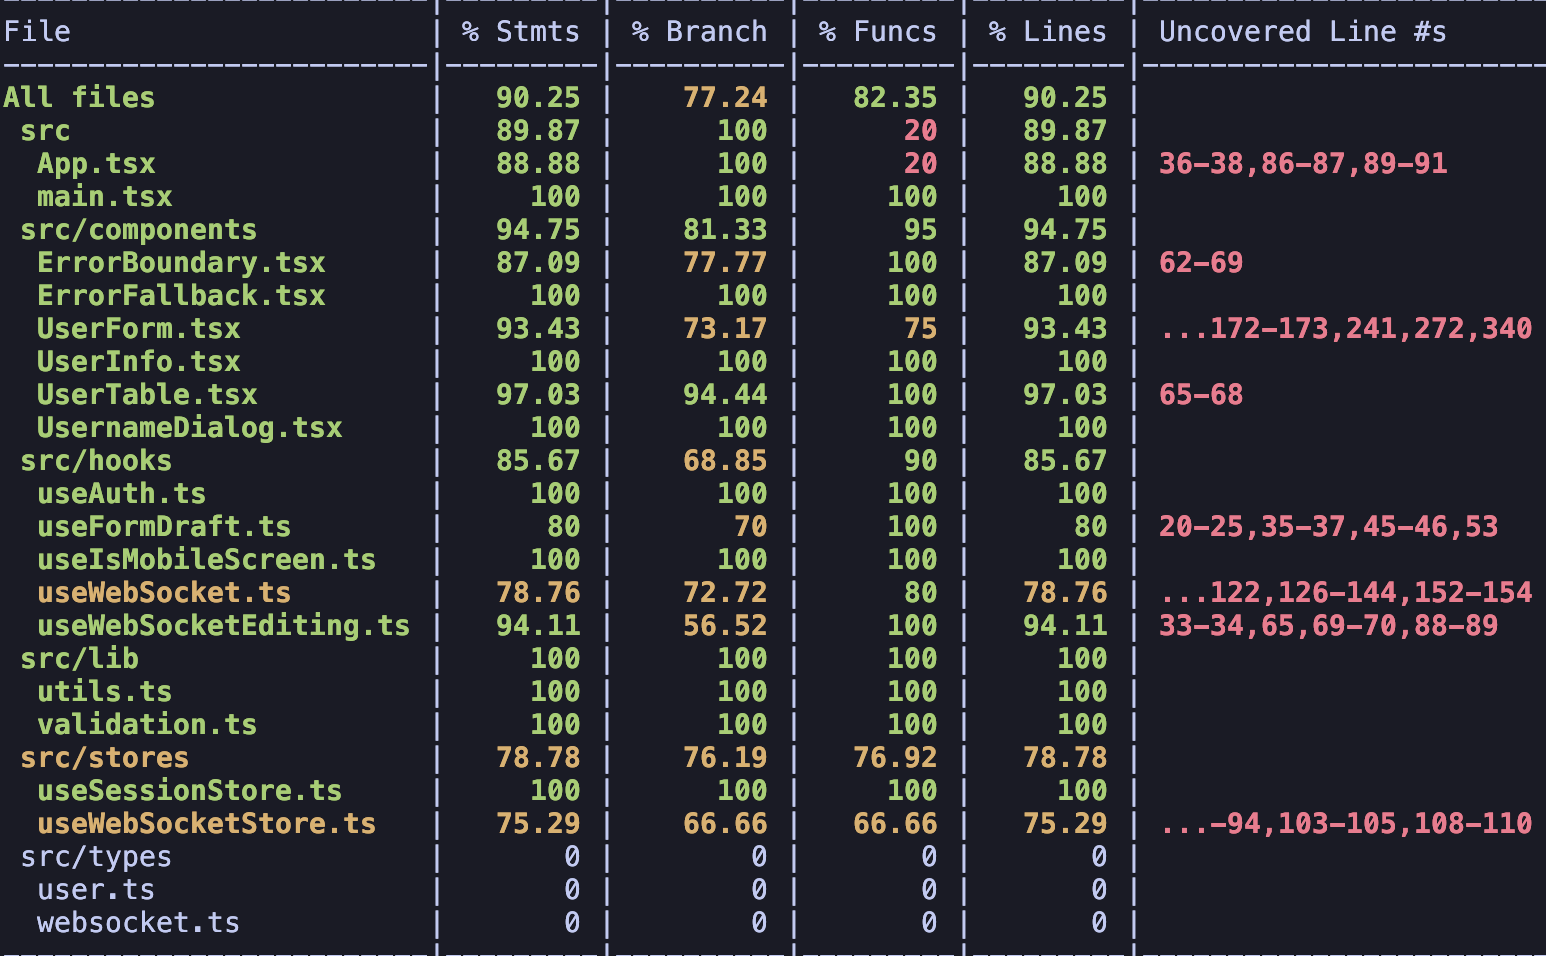 File | % Stmts | % Branch | % Funcs | % Lines | Uncovered Line #s
All files | 90.25 | 77.24 | 82.35 | 90.25 |
src | 89.87 | 100 | 20 | 89.87 |
App.tsx | 88.88 | 100 | 20 | 88.88 | 36-38,86-87,89-91
main.tsx | 100 | 100 | 100 | 100 |
src/components | 94.75 | 81.33 | 95 | 94.75 |
ErrorBoundary.tsx | 87.09 | 77.77 | 100 | 87.09 | 62-69
ErrorFallback.tsx | 100 | 100 | 100 | 100 |
UserForm.tsx | 93.43 | 73.17 | 75 | 93.43 | ...172-173,241,272,340
UserInfo.tsx | 100 | 100 | 100 | 100 |
UserTable.tsx | 97.03 | 94.44 | 100 | 97.03 | 65-68
UsernameDialog.tsx | 100 | 100 | 100 | 100 |
src/hooks | 85.67 | 68.85 | 90 | 85.67 |
useAuth.ts | 100 | 100 | 100 | 100 |
useFormDraft.ts | 80 | 70 | 100 | 80 | 20-25,35-37,45-46,53
useIsMobileScreen.ts | 100 | 100 | 100 | 100 |
useWebSocket.ts | 78.76 | 72.72 | 80 | 78.76 | ...122,126-144,152-154
useWebSocketEditing.ts | 94.11 | 56.52 | 100 | 94.11 | 33-34,65,69-70,88-89
src/lib | 100 | 100 | 100 | 100 |
utils.ts | 100 | 100 | 100 | 100 |
validation.ts | 100 | 100 | 100 | 100 |
src/stores | 78.78 | 76.19 | 76.92 | 78.78 |
useSessionStore.ts | 100 | 100 | 100 | 100 |
useWebSocketStore.ts | 75.29 | 66.66 | 66.66 | 75.29 | ...-94,103-105,108-110
src/types | 0 | 0 | 0 | 0 |
user.ts | 0 | 0 | 0 | 0 |
websocket.ts | 0 | 0 | 0 | 0 |